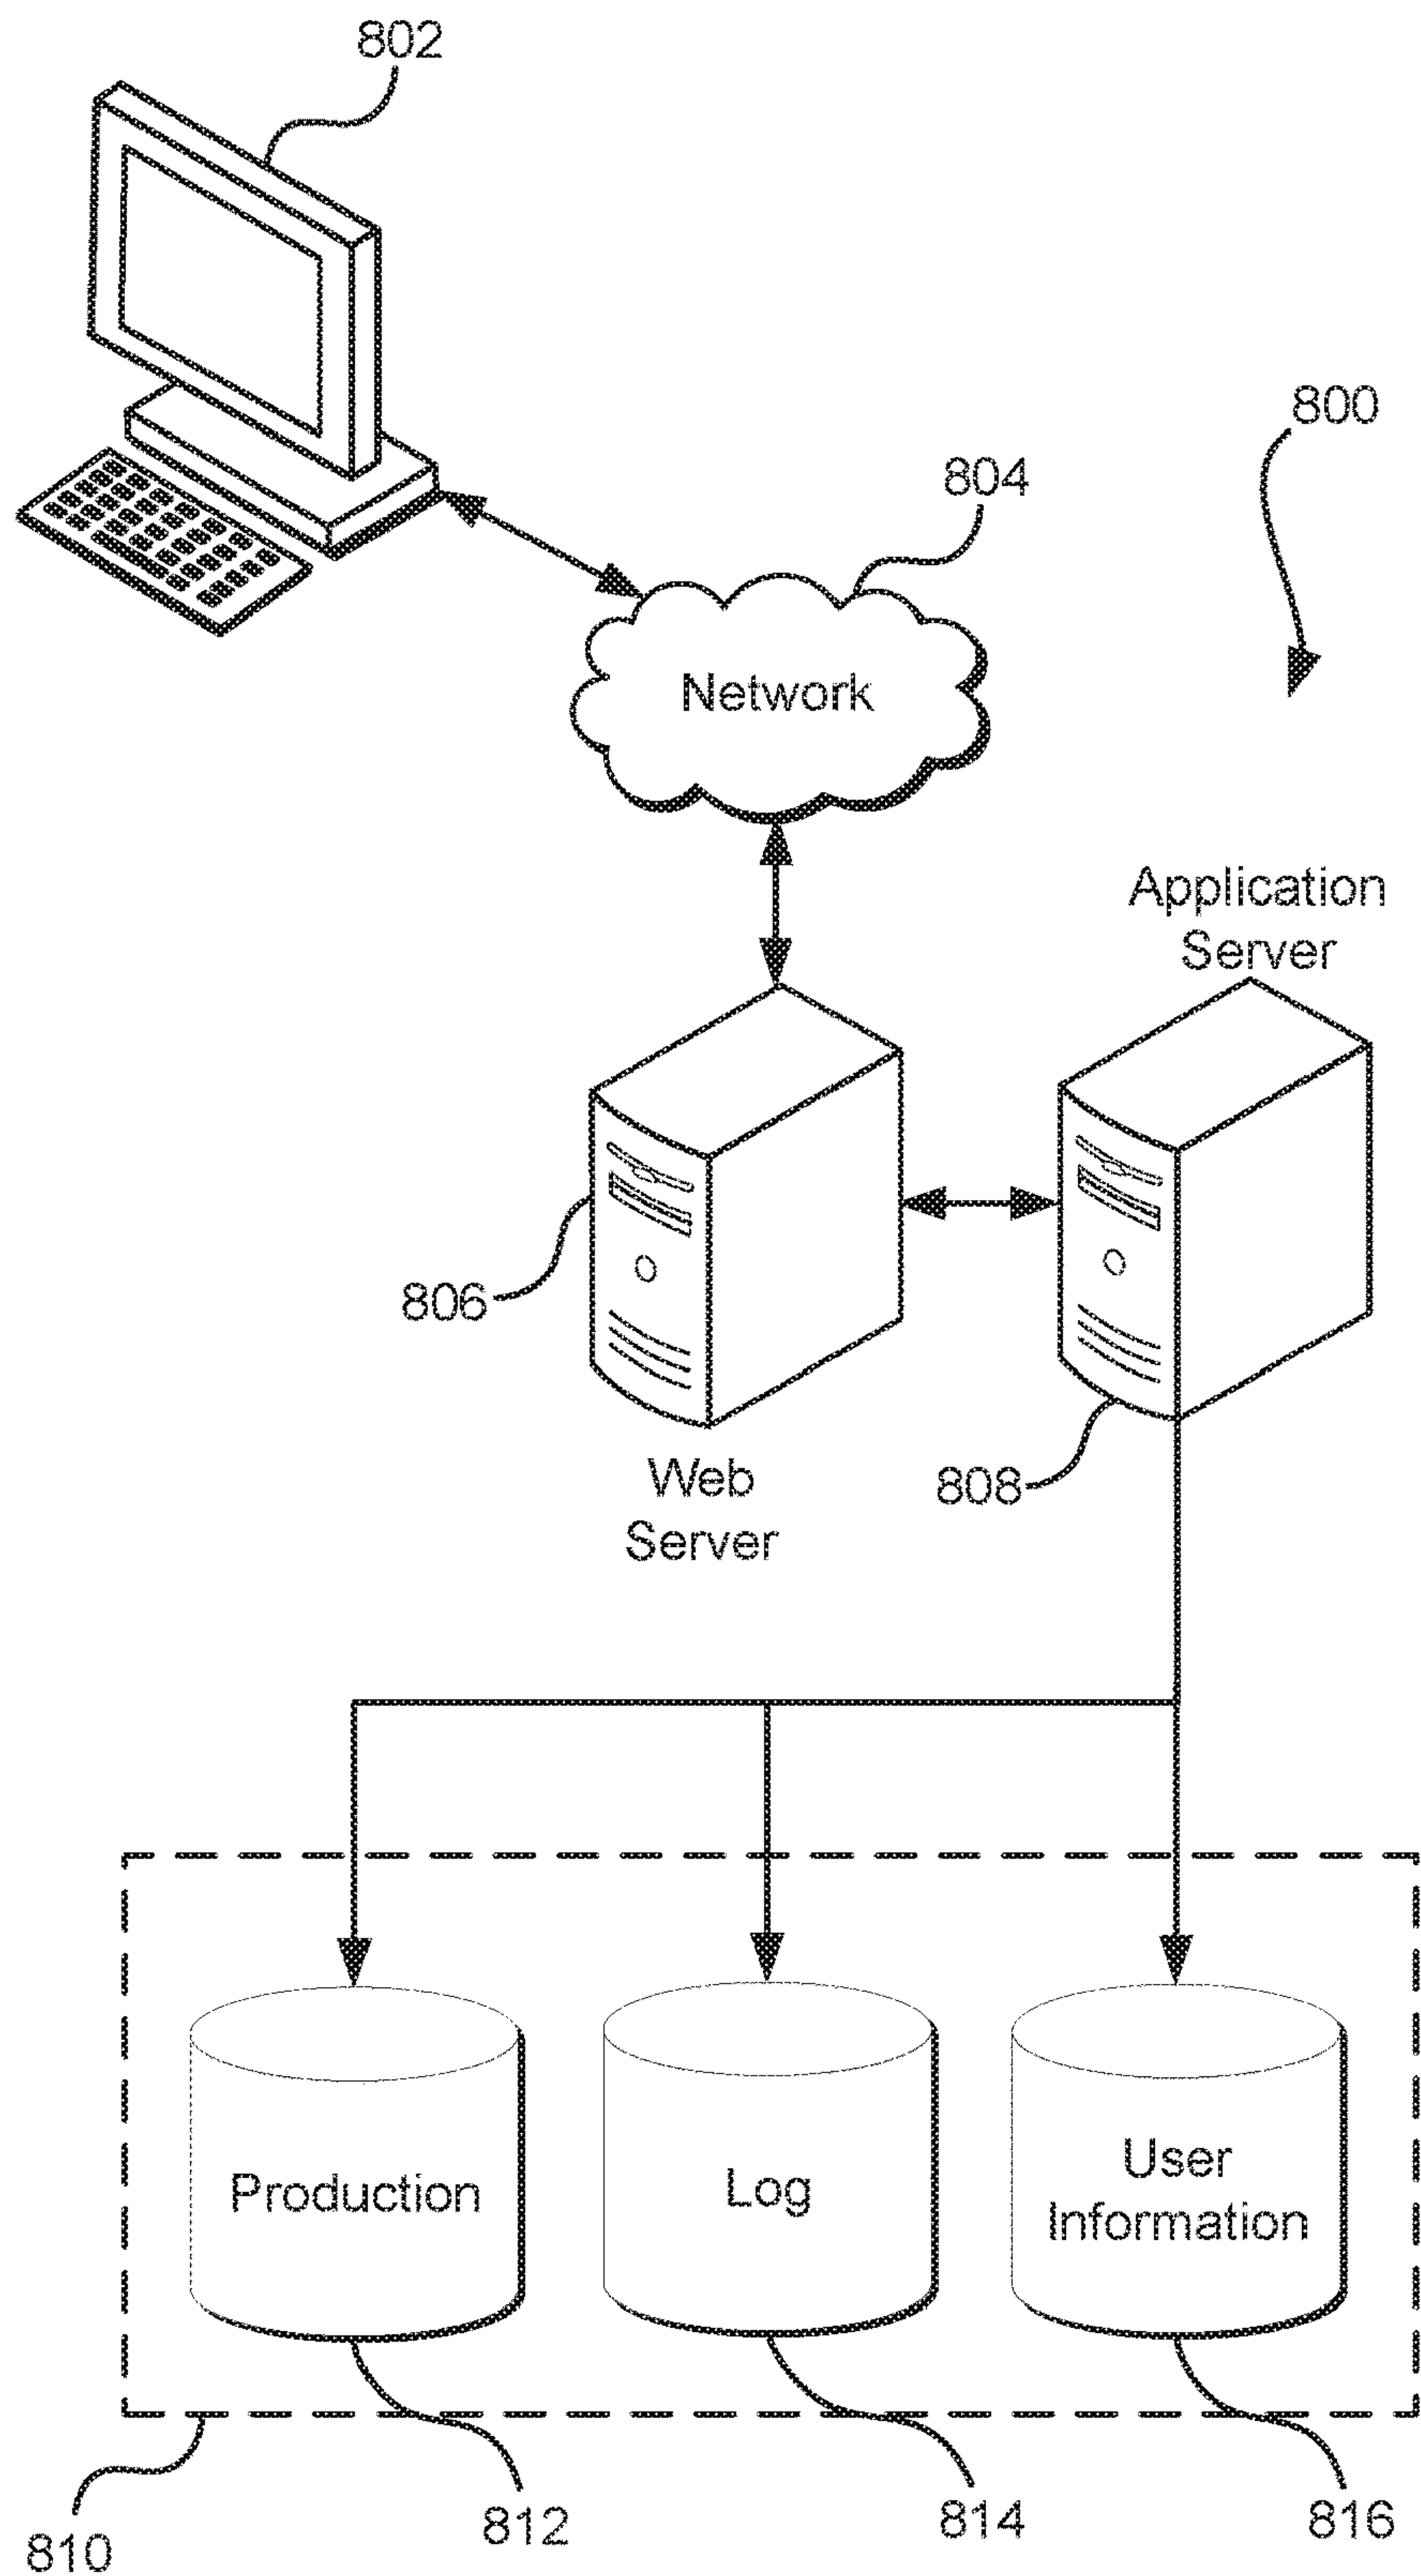 802
800
804
Network
Application
Server
806
Web
Server
808
Production
Log
User
Information
810
812
814
816